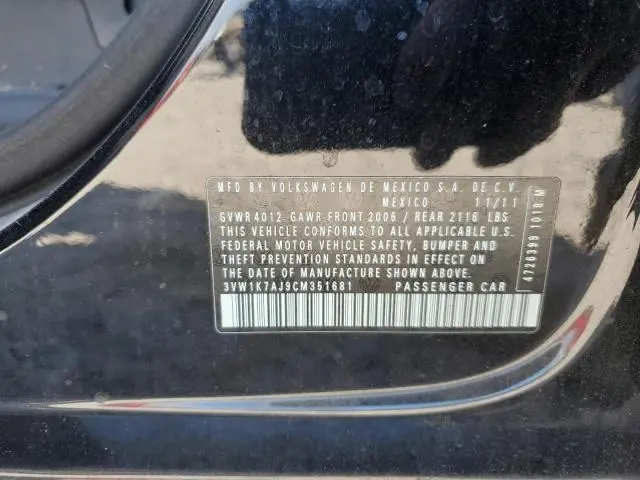 MFD BY VOLKSWAGEN DE MEXICO S.A. DE C.V.
MEXICO 11/11
GVWR 4012 GAWR FRONT 2006 / REAR 2116 LBS
THIS VEHICLE CONFORMS TO ALL APPLICABLE U.S.
FEDERAL MOTOR VEHICLE SAFETY, BUMPER AND
THEFT PREVENTION STANDARDS IN EFFECT ON THE
DATE OF MANUFACTURE SHOWN ABOVE.
3VW1K7AJ9CM351681 PASSENGER CAR
4726399 1018 M